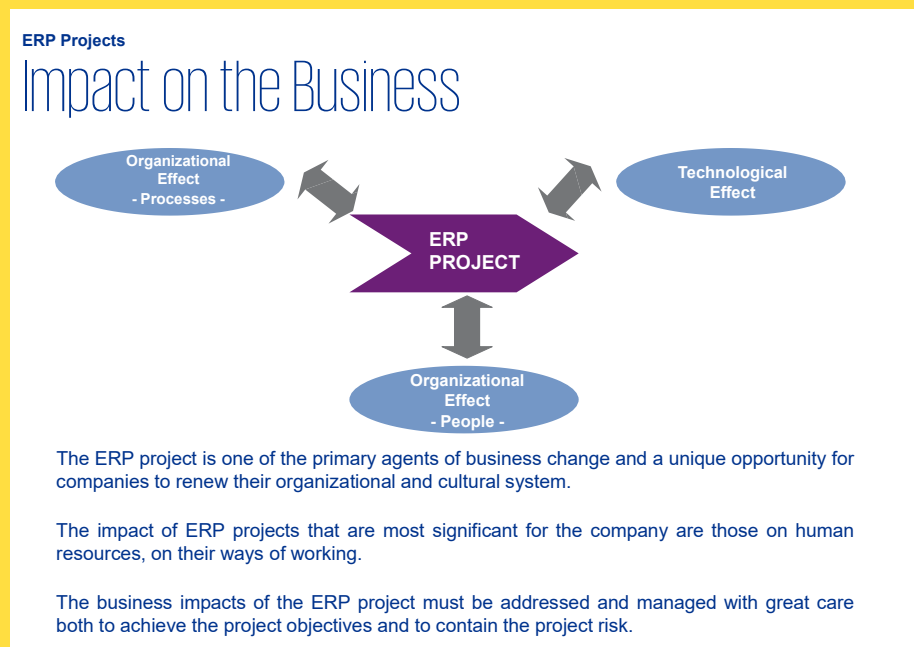 ERP Projects
Impact on the Business
Organizational
Effect
- Processes -
Technological
Effect
ERP
PROJECT
Organizational
Effect
- People -
The ERP project is one of the primary agents of business change and a unique opportunity for
companies to renew their organizational and cultural system.
The impact of ERP projects that are most significant for the company are those on human
resources, on their ways of working.
The business impacts of the ERP project must be addressed and managed with great care
both to achieve the project objectives and to contain the project risk.